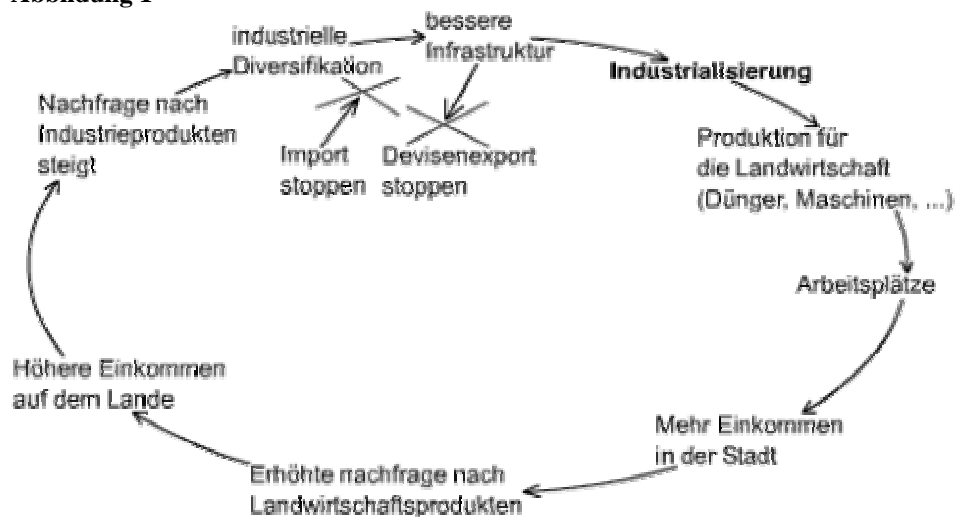 Abbildung 1
industrielle
Diversifikation
bessere
Infrastruktur
Industrialisierung
Produktion für
die Landwirtschaft
(Dünger, Maschinen, ...)
Arbeitsplätze
Mehr Einkommen
in der Stadt
Erhöhte nachfrage nach
Landwirtschaftsprodukten
Höhere Einkommen
auf dem Lande
Nachfrage nach
Industrieprodukten
steigt
Import
stoppen
Devisenexport
stoppen